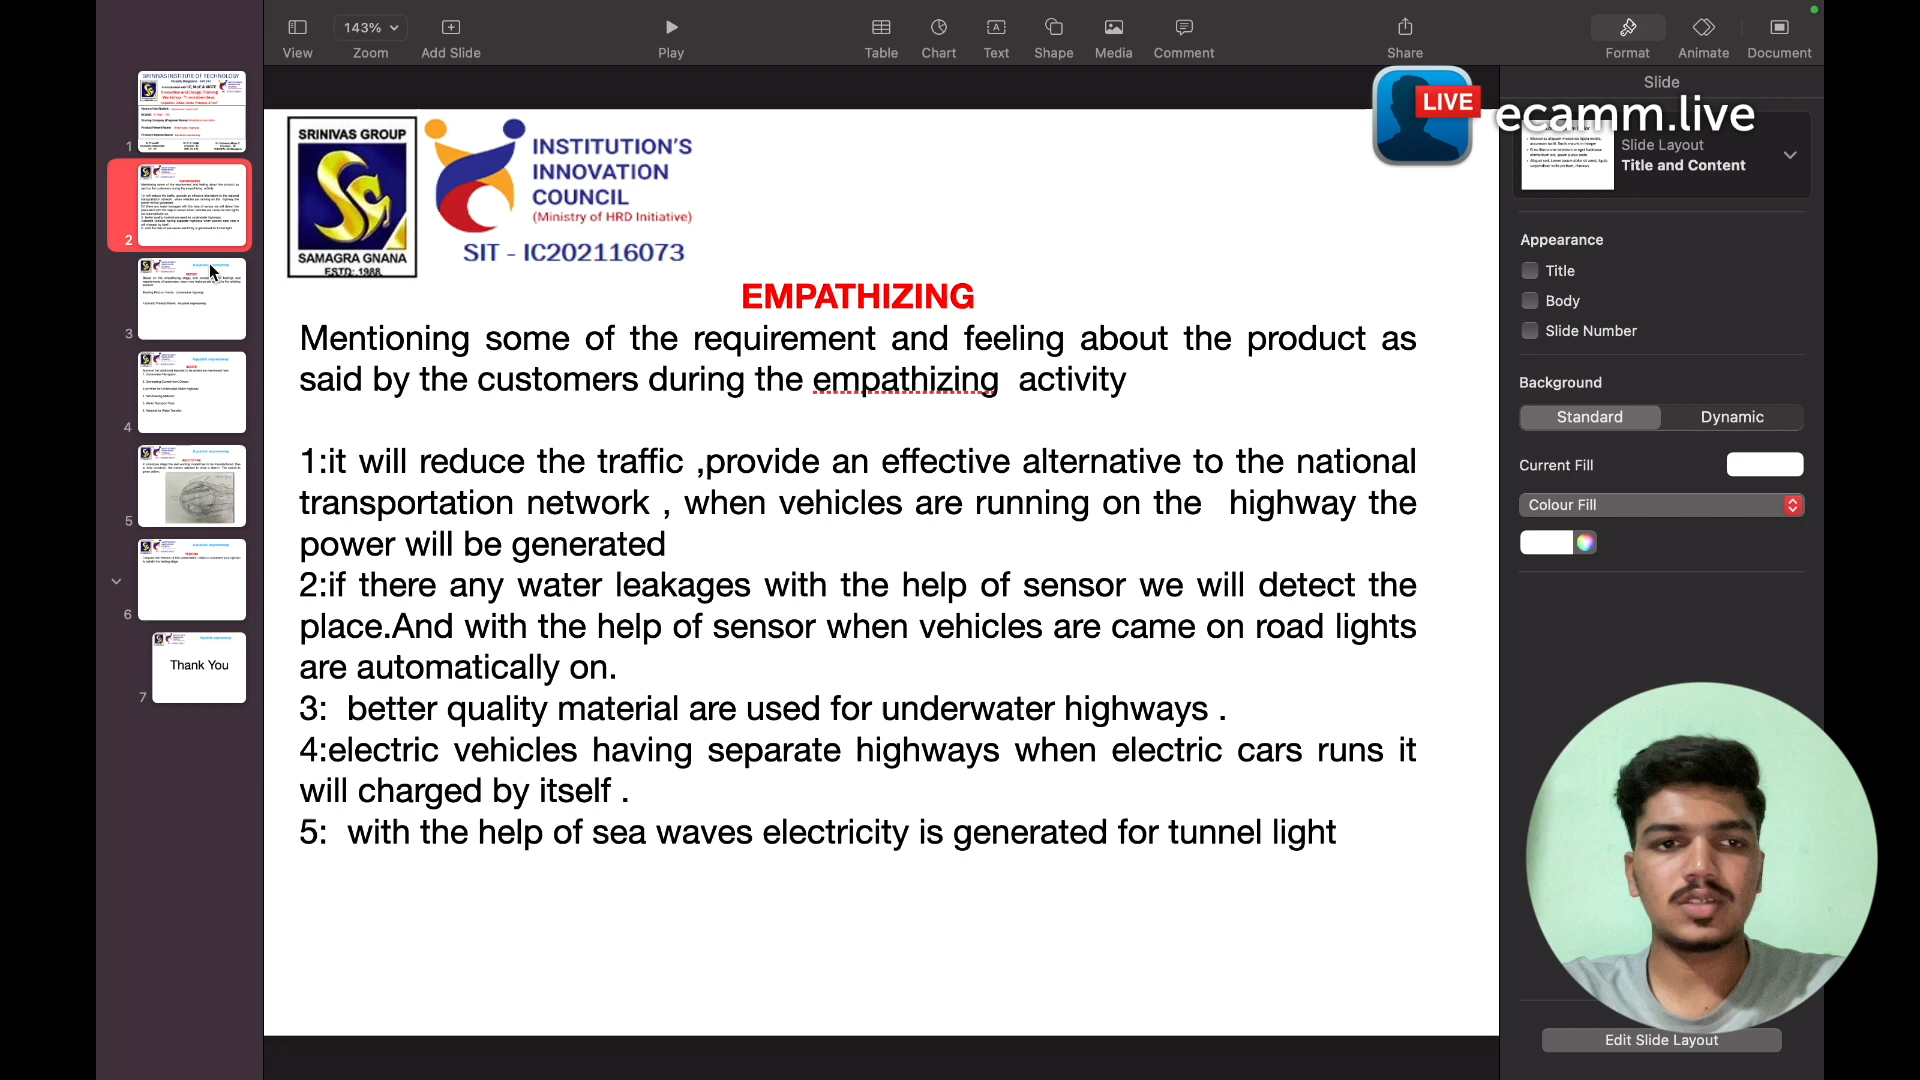 View
143%
Zoom
Add Slide
Play
Table
Chart
Text
Shape
Media
Comment
Share
Format
Animate
Document
Slide
LIVE
ecamm.live
Slide Layout
Title and Content
Appearance
Title
Body
Slide Number
Background
Standard
Dynamic
Current Fill
Colour Fill
Edit Slide Layout
1
2
3
4
5
6
Thank You
7
SRINIVAS GROUP
SAMAGRA GNANA
ESTD: 1988
INSTITUTION'S
INNOVATION
COUNCIL
(Ministry of HRD Initiative)
SIT - IC202116073
EMPATHIZING
Mentioning some of the requirement and feeling about the product as
said by the customers during the empathizing activity
1:it will reduce the traffic ,provide an effective alternative to the national
transportation network , when vehicles are running on the highway the
power will be generated
2:if there any water leakages with the help of sensor we will detect the
place.And with the help of sensor when vehicles are came on road lights
are automatically on.
3: better quality material are used for underwater highways .
4:electric vehicles having separate highways when electric cars runs it
will charged by itself .
5: with the help of sea waves electricity is generated for tunnel light